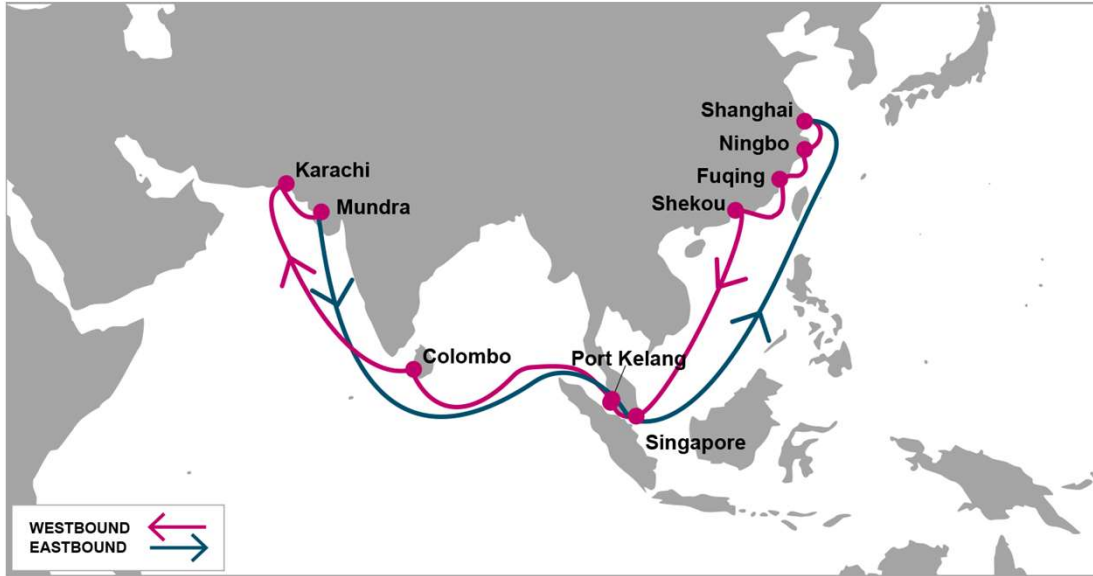 Shanghai
Ningbo
Fuqing
Shekou
Karachi
Mundra
Colombo
Port Kelang
Singapore
WESTBOUND
EASTBOUND